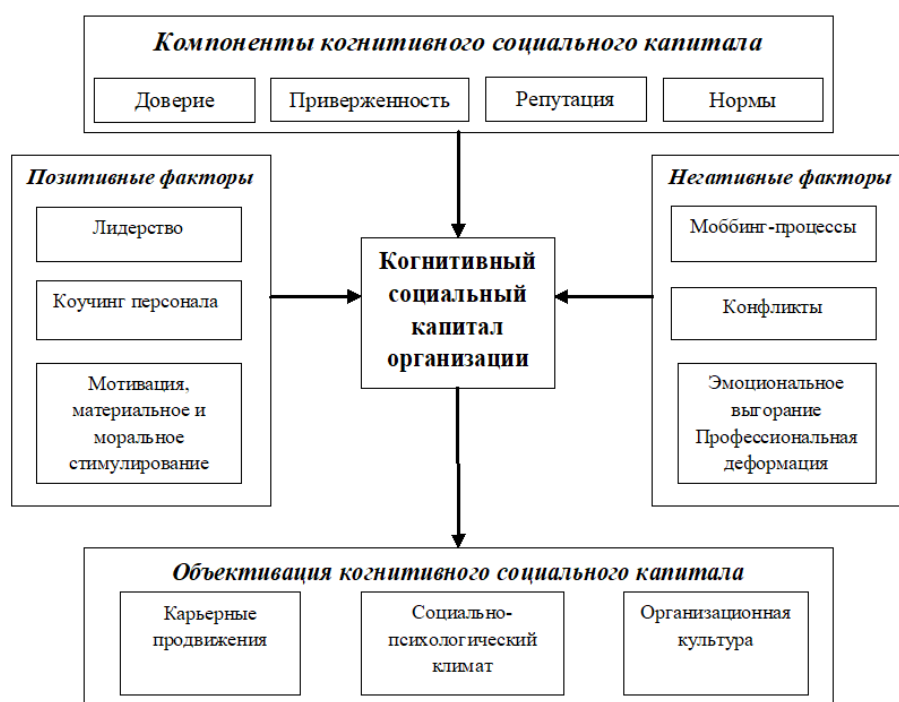 Компоненты когнитивного социального капитала
Доверие
Приверженность
Репутация
Нормы
Позитивные факторы
Лидерство
Коучинг персонала
Мотивация,
материальное и
моральное
стимулирование
Когнитивный
социальный
капитал
организации
Негативные факторы
Моббинг-процессы
Конфликты
Эмоциональное
выгорание
Профессиональная
деформация
Объективация когнитивного социального капитала
Карьерные
продвижения
Социально-
психологический
климат
Организационная
культура